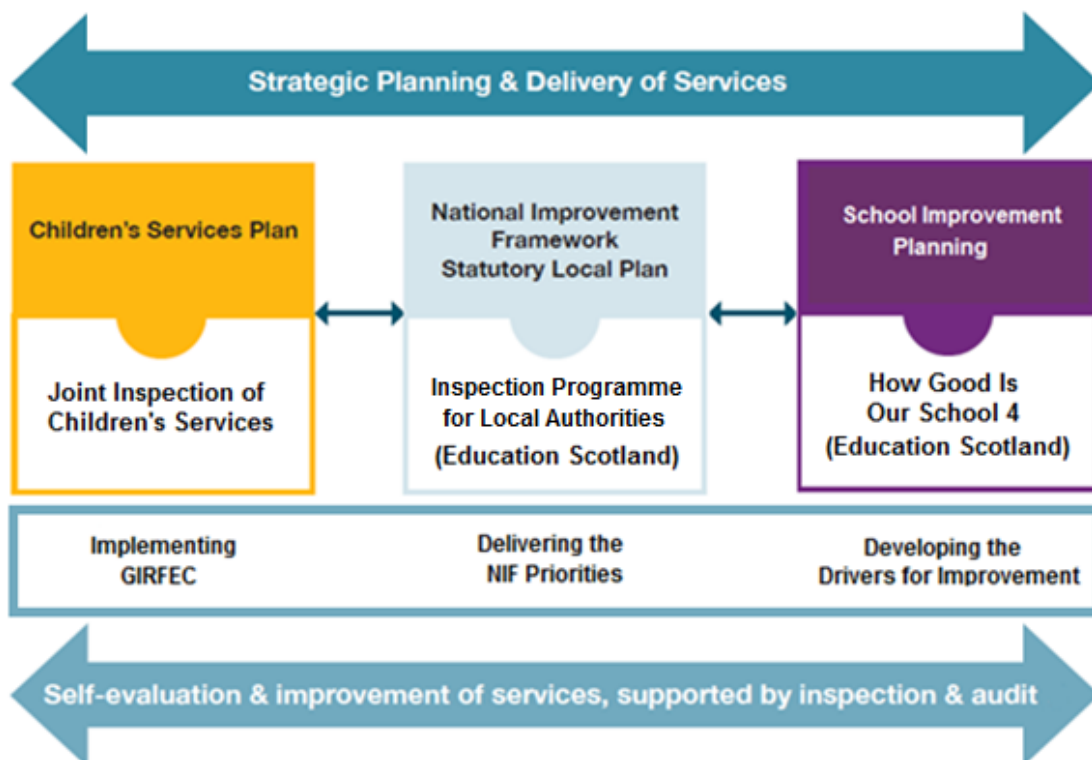 Strategic Planning & Delivery of Services
Children's Services Plan
Joint Inspection of
Children's Services
National Improvement
Framework
Statutory Local Plan
Inspection Programme
for Local Authorities
(Education Scotland)
School Improvement
Planning
How Good Is
Our School 4
(Education Scotland)
Implementing
GIRFEC
Delivering the
NIF Priorities
Developing the
Drivers for Improvement
Self-evaluation & improvement of services, supported by inspection & audit